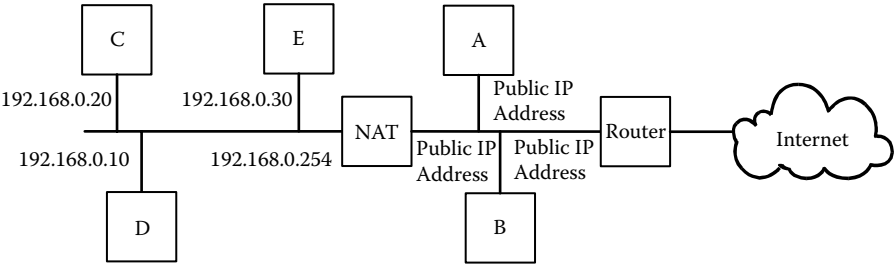 C
E
A
192.168.0.20
192.168.0.30
Public IP
Address
NAT
Router
Internet
192.168.0.10
192.168.0.254
Public IP
Address
Public IP
Address
D
B